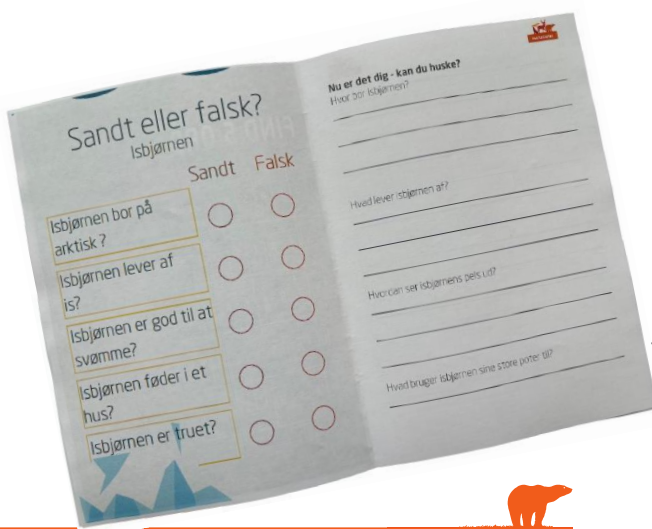 Sandt eller falsk?
Isbjørnen
Sandt Falsk
Isbjørnen bor på
arktisk ?
Isbjørnen lever af
is?
Isbjørnen er god til at
svømme?
Isbjørnen føder i et
hus?
Isbjørnen er truet?
Nu er det dig - kan du huske?
Hvor bor isbjørnen?
Hvad lever isbjørnen af?
Hvordan ser isbjørnens pels ud?
Hvad bruger isbjørnen sine store poter til?